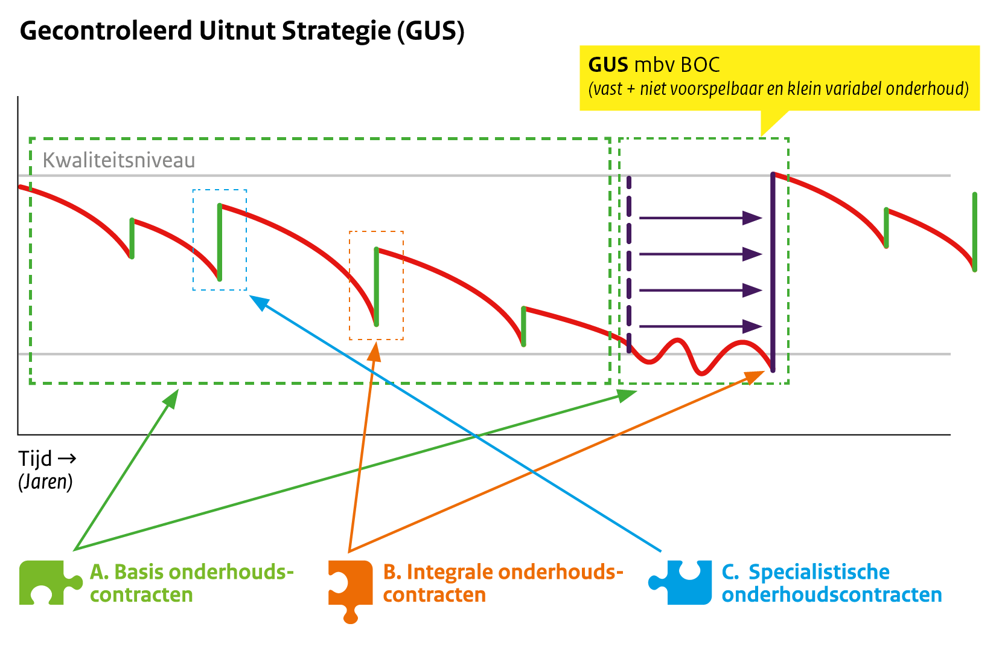 Gecontroleerd Uitnut Strategie (GUS)
GUS mbv BOC
(vast + niet voorspelbaar en klein variabel onderhoud)
Kwaliteitsniveau
Tijd →
(Jaren)
A. Basis onderhouds-
contracten
B. Integrale onderhouds-
contracten
C. Specialistische
onderhoudscontracten